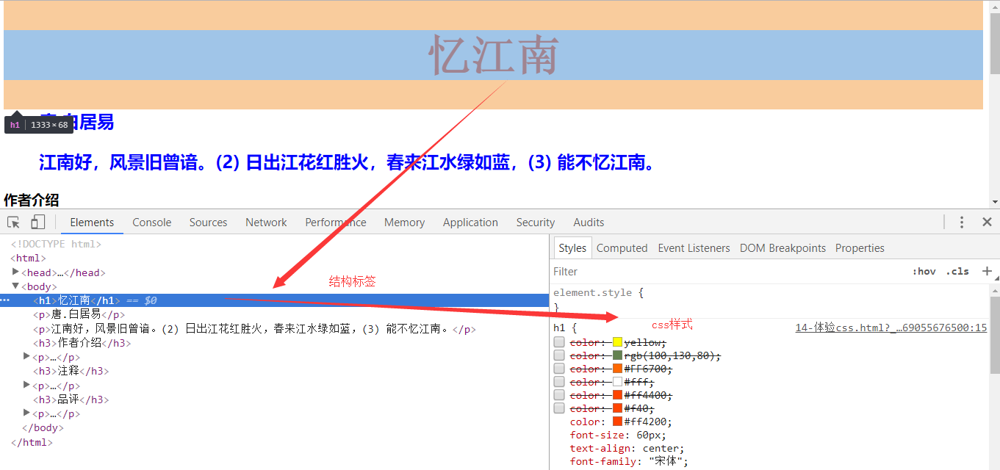 忆江南
白居易
h1 1333×68
江南好，风景旧曾谙。(2) 日出江花红胜火，春来江水绿如蓝，(3) 能不忆江南。
作者介绍
Elements Console Sources Network Performance Memory Application Security Audits
<!DOCTYPE html>
<html>
<head>…</head>
<body>
<h1>忆江南</h1> == $0
<p>唐.白居易</p>
<p>江南好,风景旧曾谙。(2) 日出江花红胜火,春来江水绿如蓝,(3) 能不忆江南。</p>
<h3>作者介绍</h3>
<p>…</p>
<h3>注释</h3>
<p>…</p>
<h3>品评</h3>
<p>…</p>
</body>
</html>
结构标签
Styles Computed Event Listeners DOM Breakpoints Properties
Filter :hov .cls +
element.style {
}
css样式
h1 { 14-体验css.html?_…69055676500:15
color: yellow;
color: rgb(100,130,80);
color: #FF6700;
color: #fff;
color: #ff4400;
color: #f40;
color: #ff4200;
font-size: 60px;
text-align: center;
font-family: "宋体";